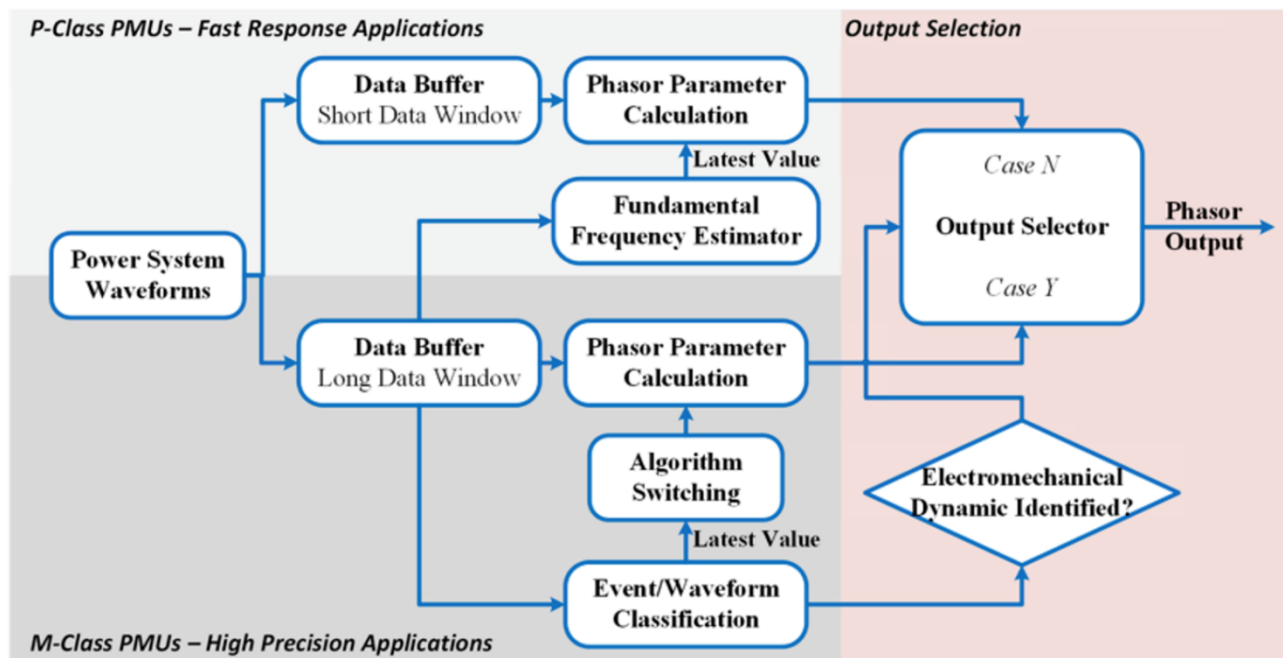 P-Class PMUs – Fast Response Applications
Output Selection
Data Buffer
Short Data Window
Phasor Parameter
Calculation
Latest Value
Fundamental
Frequency Estimator
Power System
Waveforms
Case N
Output Selector
Case Y
Phasor
Output
Data Buffer
Long Data Window
Phasor Parameter
Calculation
Algorithm
Switching
Latest Value
Event/Waveform
Classification
Electromechanical
Dynamic Identified?
M-Class PMUs – High Precision Applications